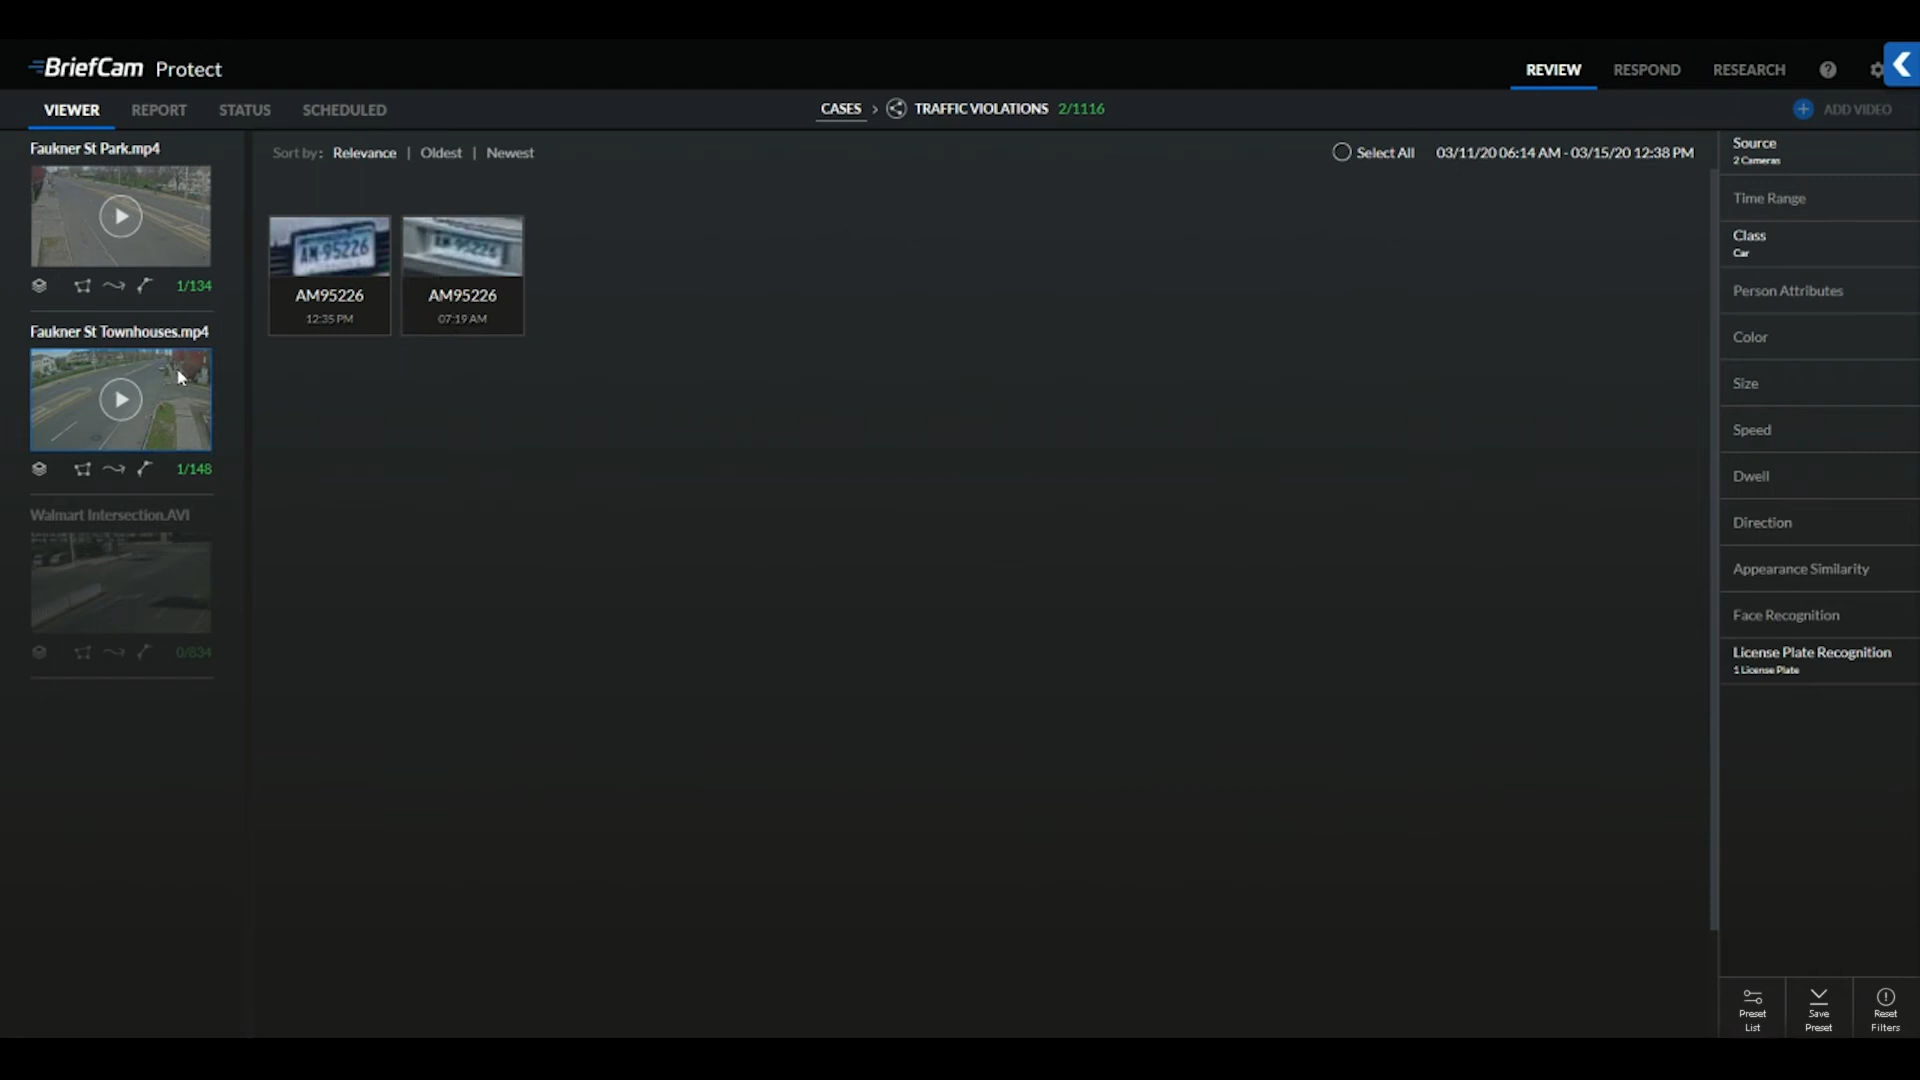 BriefCam Protect
REVIEW RESPOND RESEARCH
VIEWER REPORT STATUS SCHEDULED
CASES > TRAFFIC VIOLATIONS 2/1116
+ ADD VIDEO
Faukner St Park.mp4
1/134
Faukner St Townhouses.mp4
1/148
Walmart Intersection.AVI
0/834
Sort by: Relevance | Oldest | Newest
Select All 03/11/20 06:14 AM - 03/15/20 12:38 PM
AM·95226
AM95226
12:35 PM
AM·95226
AM95226
07:19 AM
Source
2 Cameras
Time Range
Class
Car
Person Attributes
Color
Size
Speed
Dwell
Direction
Appearance Similarity
Face Recognition
License Plate Recognition
1 License Plate
Preset List
Save Preset
Reset Filters